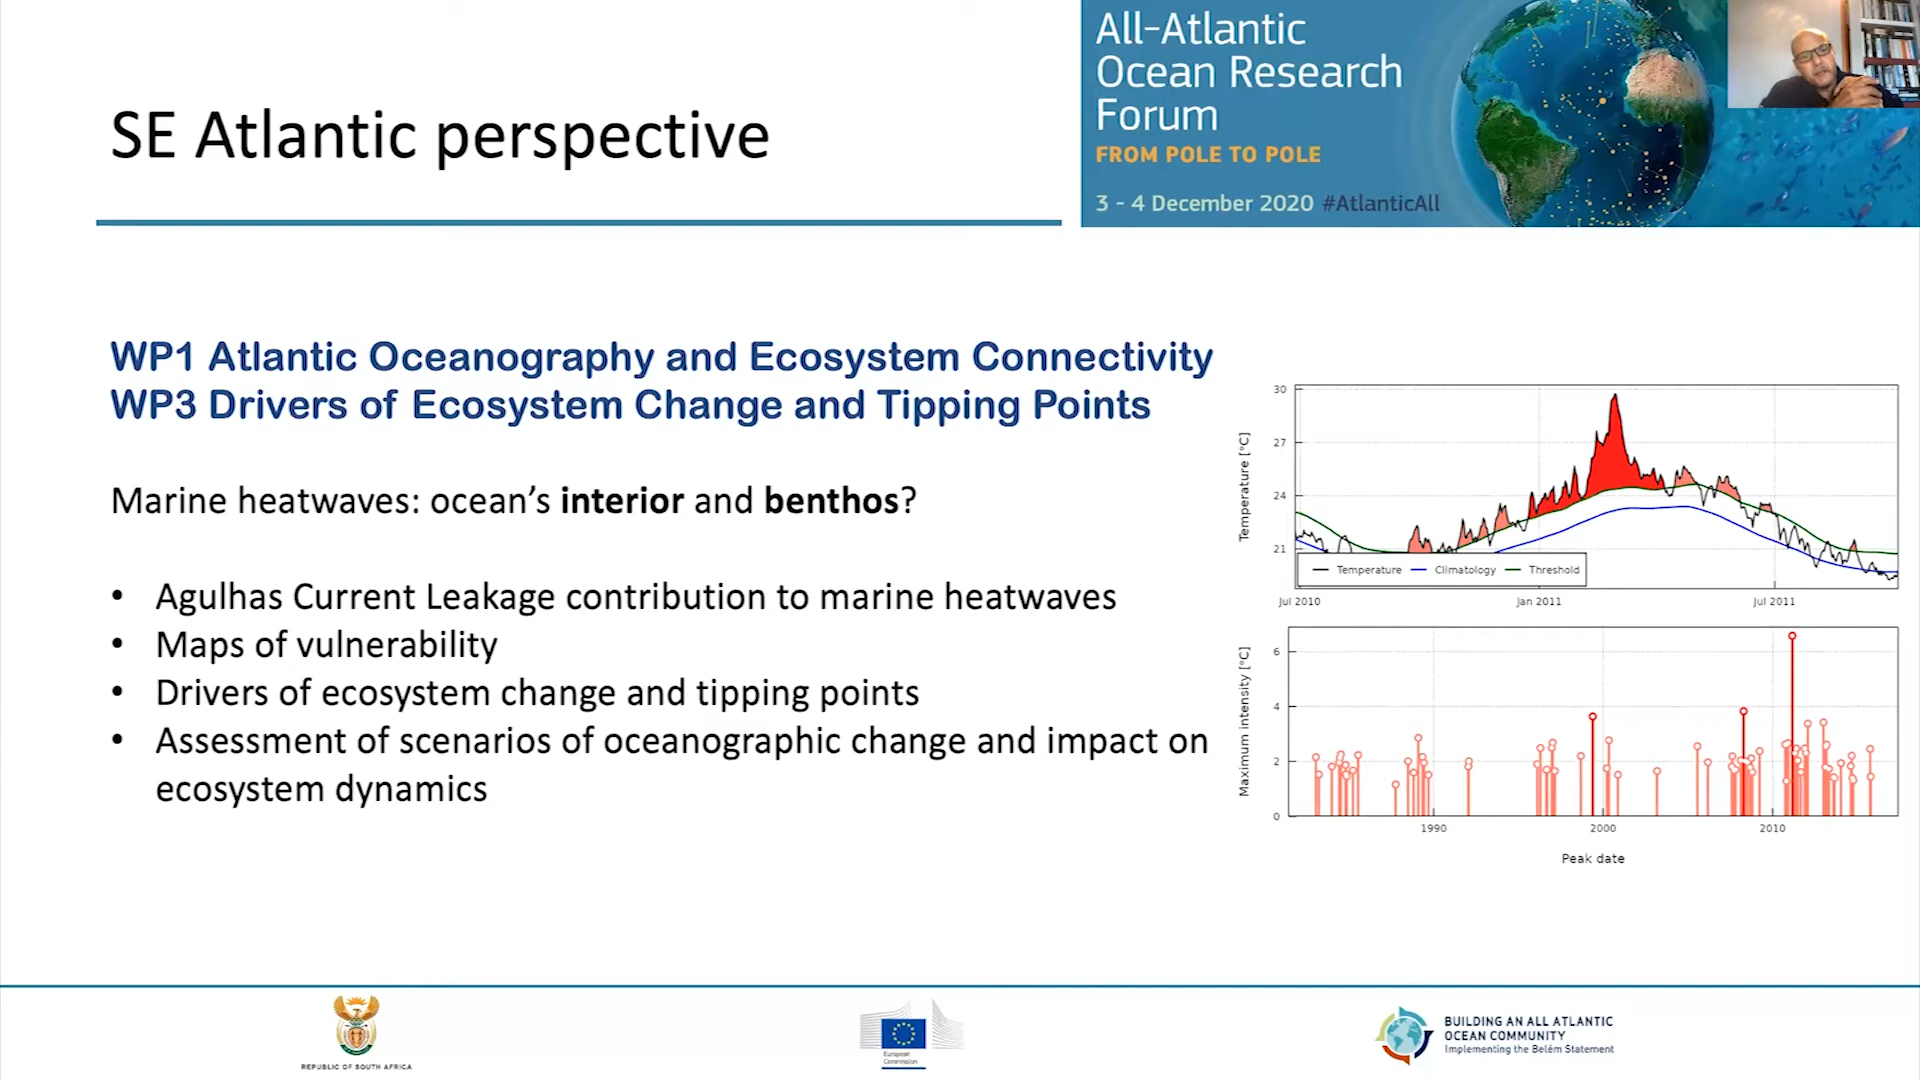 All-Atlantic
Ocean Research
Forum
FROM POLE TO POLE
3 - 4 December 2020 #AtlanticAll
SE Atlantic perspective
WP1 Atlantic Oceanography and Ecosystem Connectivity
WP3 Drivers of Ecosystem Change and Tipping Points
Marine heatwaves: ocean's interior and benthos?
• Agulhas Current Leakage contribution to marine heatwaves
• Maps of vulnerability
• Drivers of ecosystem change and tipping points
• Assessment of scenarios of oceanographic change and impact on
ecosystem dynamics
Temperature [°C]
30
27
24
21
Temperature Climatology Threshold
Jul 2010 Jan 2011 Jul 2011
Maximum intensity [°C]
6
4
2
0
1990 2000 2010
Peak date
REPUBLIC OF SOUTH AFRICA
European
Commission
BUILDING AN ALL ATLANTIC
OCEAN COMMUNITY
Implementing the Belém Statement